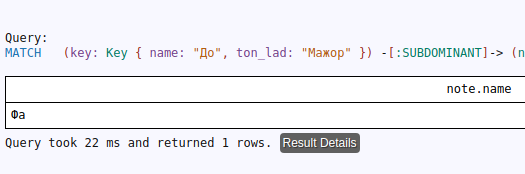 Query:
MATCH (key: Key { name: "До", ton_lad: "Мажор" }) -[:SUBDOMINANT]-> (n
note.name
Фа
Query took 22 ms and returned 1 rows. Result Details